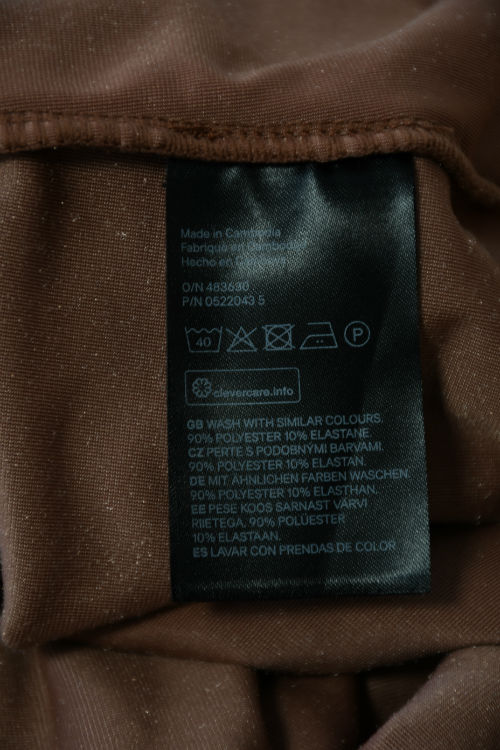 Made in Cambodia
Fabriqué en Cambodge
Hecho en
O/N 483630
P/N 0522043 5
40
P
clevercare.info
GB WASH WITH SIMILAR COLOURS.
90% POLYESTER 10% ELASTANE.
CZ PERTE S PODOBNÝMI BARVAMI.
90% POLYESTER 10% ELASTAN.
DE MIT ÄHNLICHEN FARBEN WASCHEN.
90% POLYESTER 10% ELASTHAN.
EE PESE KOOS SARNAST VÄRVI
RIIETEGA. 90% POLÜESTER
10% ELASTAAN.
ES LAVAR CON PRENDAS DE COLOR